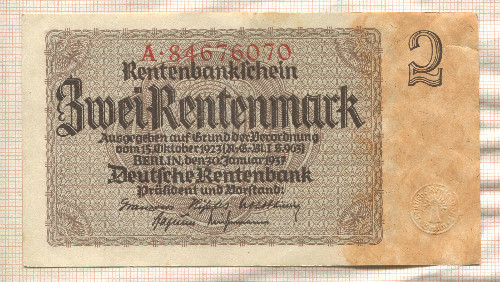 A·84676070
2
Rentenbankschein
Zwei Rentenmark
Ausgegeben auf Grund der Verordnung
vom 15. Oktober 1923 (R.-G.-Bl. I S. 963)
BERLIN, den 30. Januar 1937
Deutsche Rentenbank
Präsident und Vorstand: